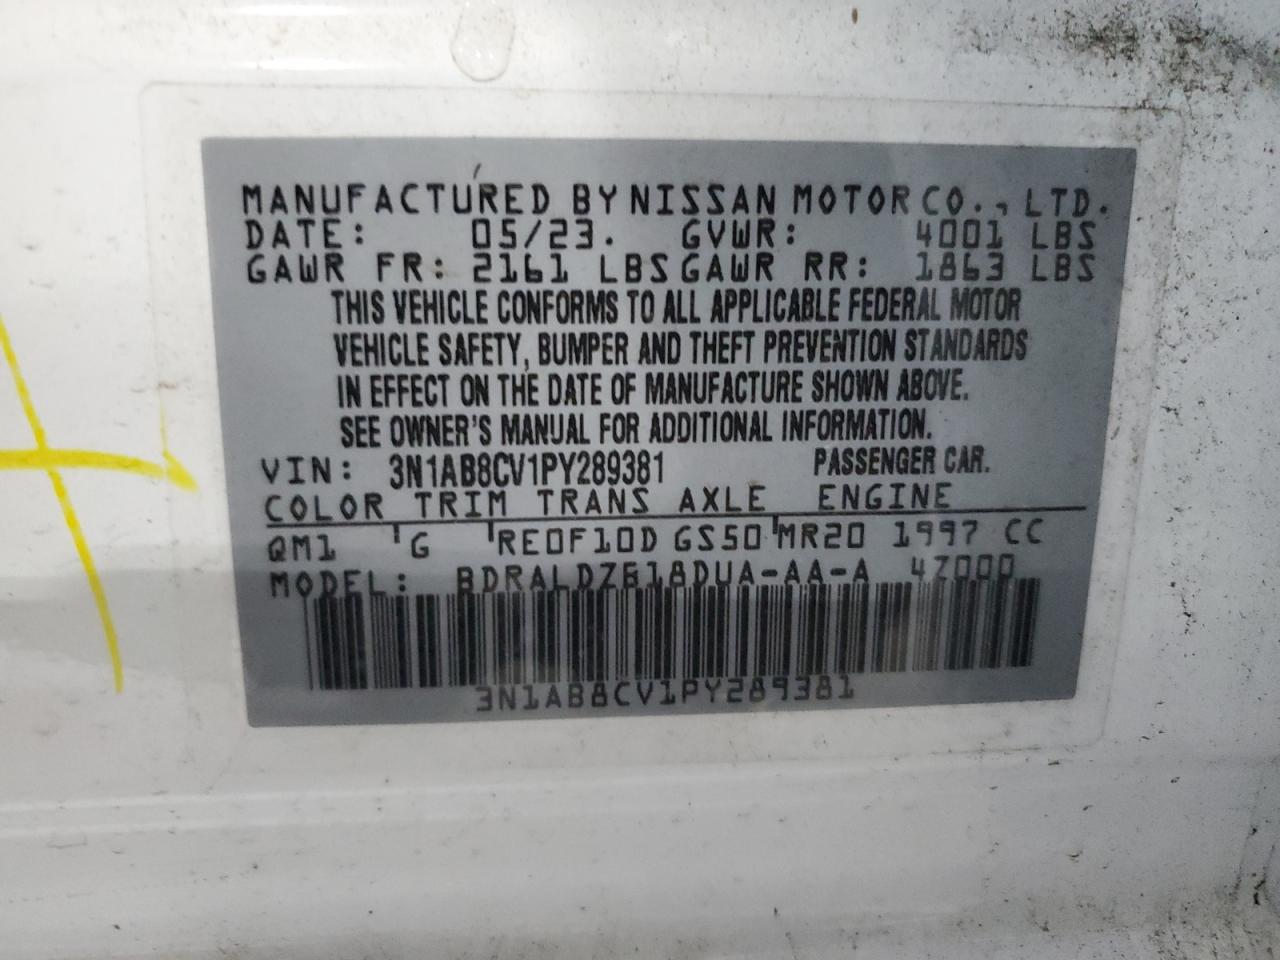 MANUFACTURED BY NISSAN MOTOR CO., LTD.
DATE: 05/23. GVWR: 4001 LBS
GAWR FR: 2161 LBS GAWR RR: 1863 LBS
THIS VEHICLE CONFORMS TO ALL APPLICABLE FEDERAL MOTOR
VEHICLE SAFETY, BUMPER AND THEFT PREVENTION STANDARDS
IN EFFECT ON THE DATE OF MANUFACTURE SHOWN ABOVE.
SEE OWNER'S MANUAL FOR ADDITIONAL INFORMATION.
VIN: 3N1AB8CV1PY289381 PASSENGER CAR.
COLOR TRIM TRANS AXLE ENGINE
QM1 G RE0F10D GS50 MR20 1997 CC
MODEL: BDRALDZB18DUA-AA-A 4Z000
3N1AB8CV1PY289381